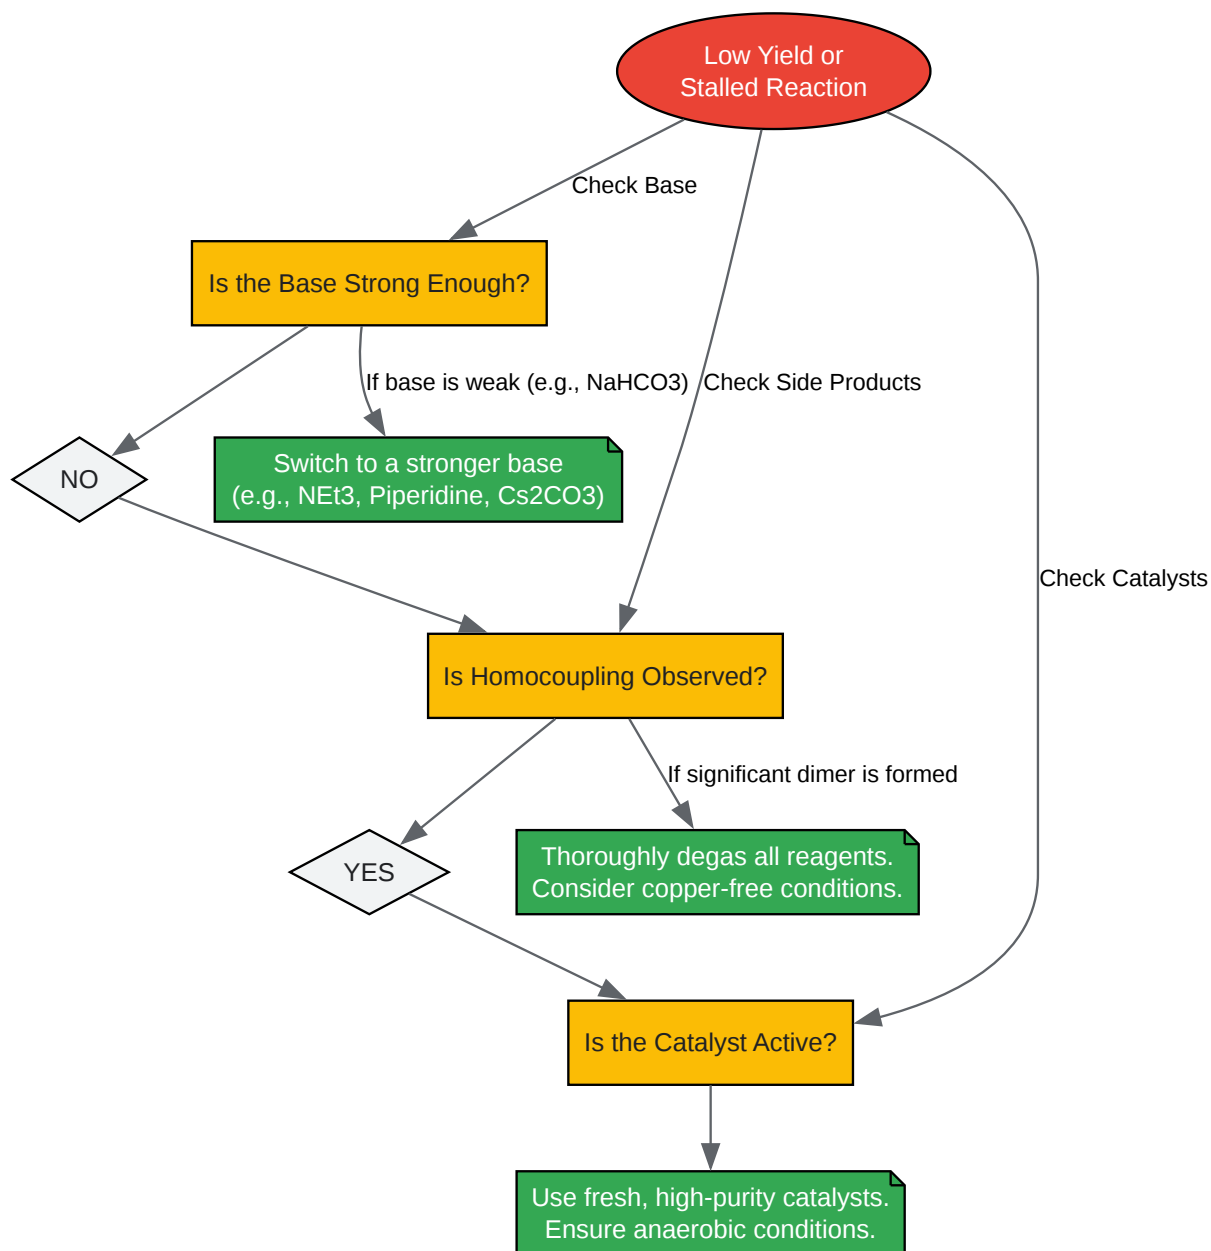 Low Yield or
Stalled Reaction
Check Base
Is the Base Strong Enough?
If base is weak (e.g., NaHCO3)
Check Side Products
NO
Switch to a stronger base
(e.g., NEt3, Piperidine, Cs2CO3)
Check Catalysts
Is Homocoupling Observed?
If significant dimer is formed
YES
Thoroughly degas all reagents.
Consider copper-free conditions.
Is the Catalyst Active?
Use fresh, high-purity catalysts.
Ensure anaerobic conditions.